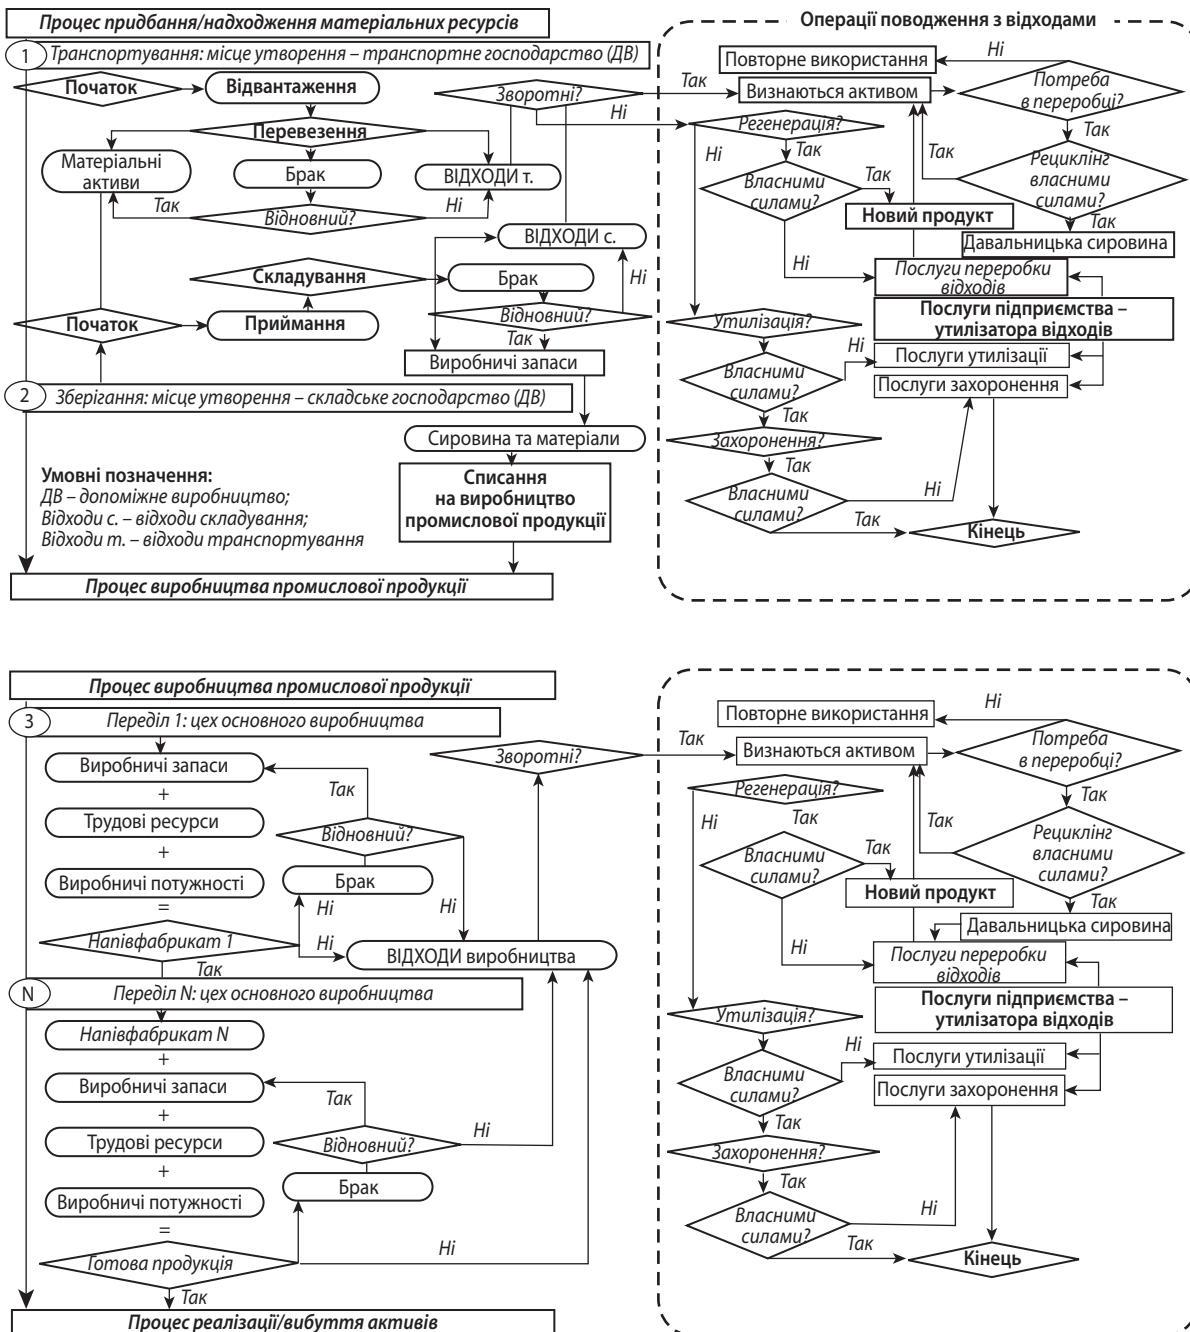 Процес придбання/надходження матеріальних ресурсів
1
Транспортування: місце утворення – транспортне господарство (ДВ)
Початок
Відвантаження
Перевезення
Матеріальні
активи
Брак
ВІДХОДИ т.
Так
Відновний?
Ні
ВІДХОДИ с.
Складування
Брак
Ні
Відновний?
Початок
Приймання
Так
Виробничі запаси
2
Зберігання: місце утворення – складське господарство (ДВ)
Сировина та матеріали
Умовні позначення:
ДВ – допоміжне виробництво;
Відходи с. – відходи складування;
Відходи т. – відходи транспортування
Списання
на виробництво
промислової продукції
Процес виробництва промислової продукції
Зворотні?
Так
Ні
Операції поводження з відходами
Повторне використання
Ні
Визнаються активом
Потреба
в переробці?
Регенерація?
Так
Ні
Так
Так
Власними
силами?
Так
Рециклінг
власними
силами?
Новий продукт
Так
Давальницька сировина
Ні
Послуги переробки
відходів
Послуги підприємства –
утилізатора відходів
Утилізація?
Ні
Послуги утилізації
Власними
силами?
Послуги захоронення
Так
Захоронення?
Так
Власними
силами?
Ні
Так
Кінець
Процес виробництва промислової продукції
3
Переділ 1: цех основного виробництва
Виробничі запаси
+
Так
Трудові ресурси
Відновний?
+
Виробничі потужності
Брак
=
Ні
Ні
Напівфабрикат 1
Ні
ВІДХОДИ виробництва
Так
N
Переділ N: цех основного виробництва
Напівфабрикат N
+
Виробничі запаси
Так
+
Трудові ресурси
Відновний?
Ні
+
Брак
Виробничі потужності
=
Готова продукція
Ні
Так
Процес реалізації/вибуття активів
Зворотні?
Так
Повторне використання
Ні
Визнаються активом
Потреба
в переробці?
Регенерація?
Так
Ні
Так
Так
Власними
силами?
Так
Рециклінг
власними
силами?
Новий продукт
Так
Давальницька сировина
Ні
Послуги переробки
відходів
Послуги підприємства –
утилізатора відходів
Утилізація?
Ні
Послуги утилізації
Власними
силами?
Послуги захоронення
Так
Захоронення?
Так
Власними
силами?
Ні
Так
Кінець